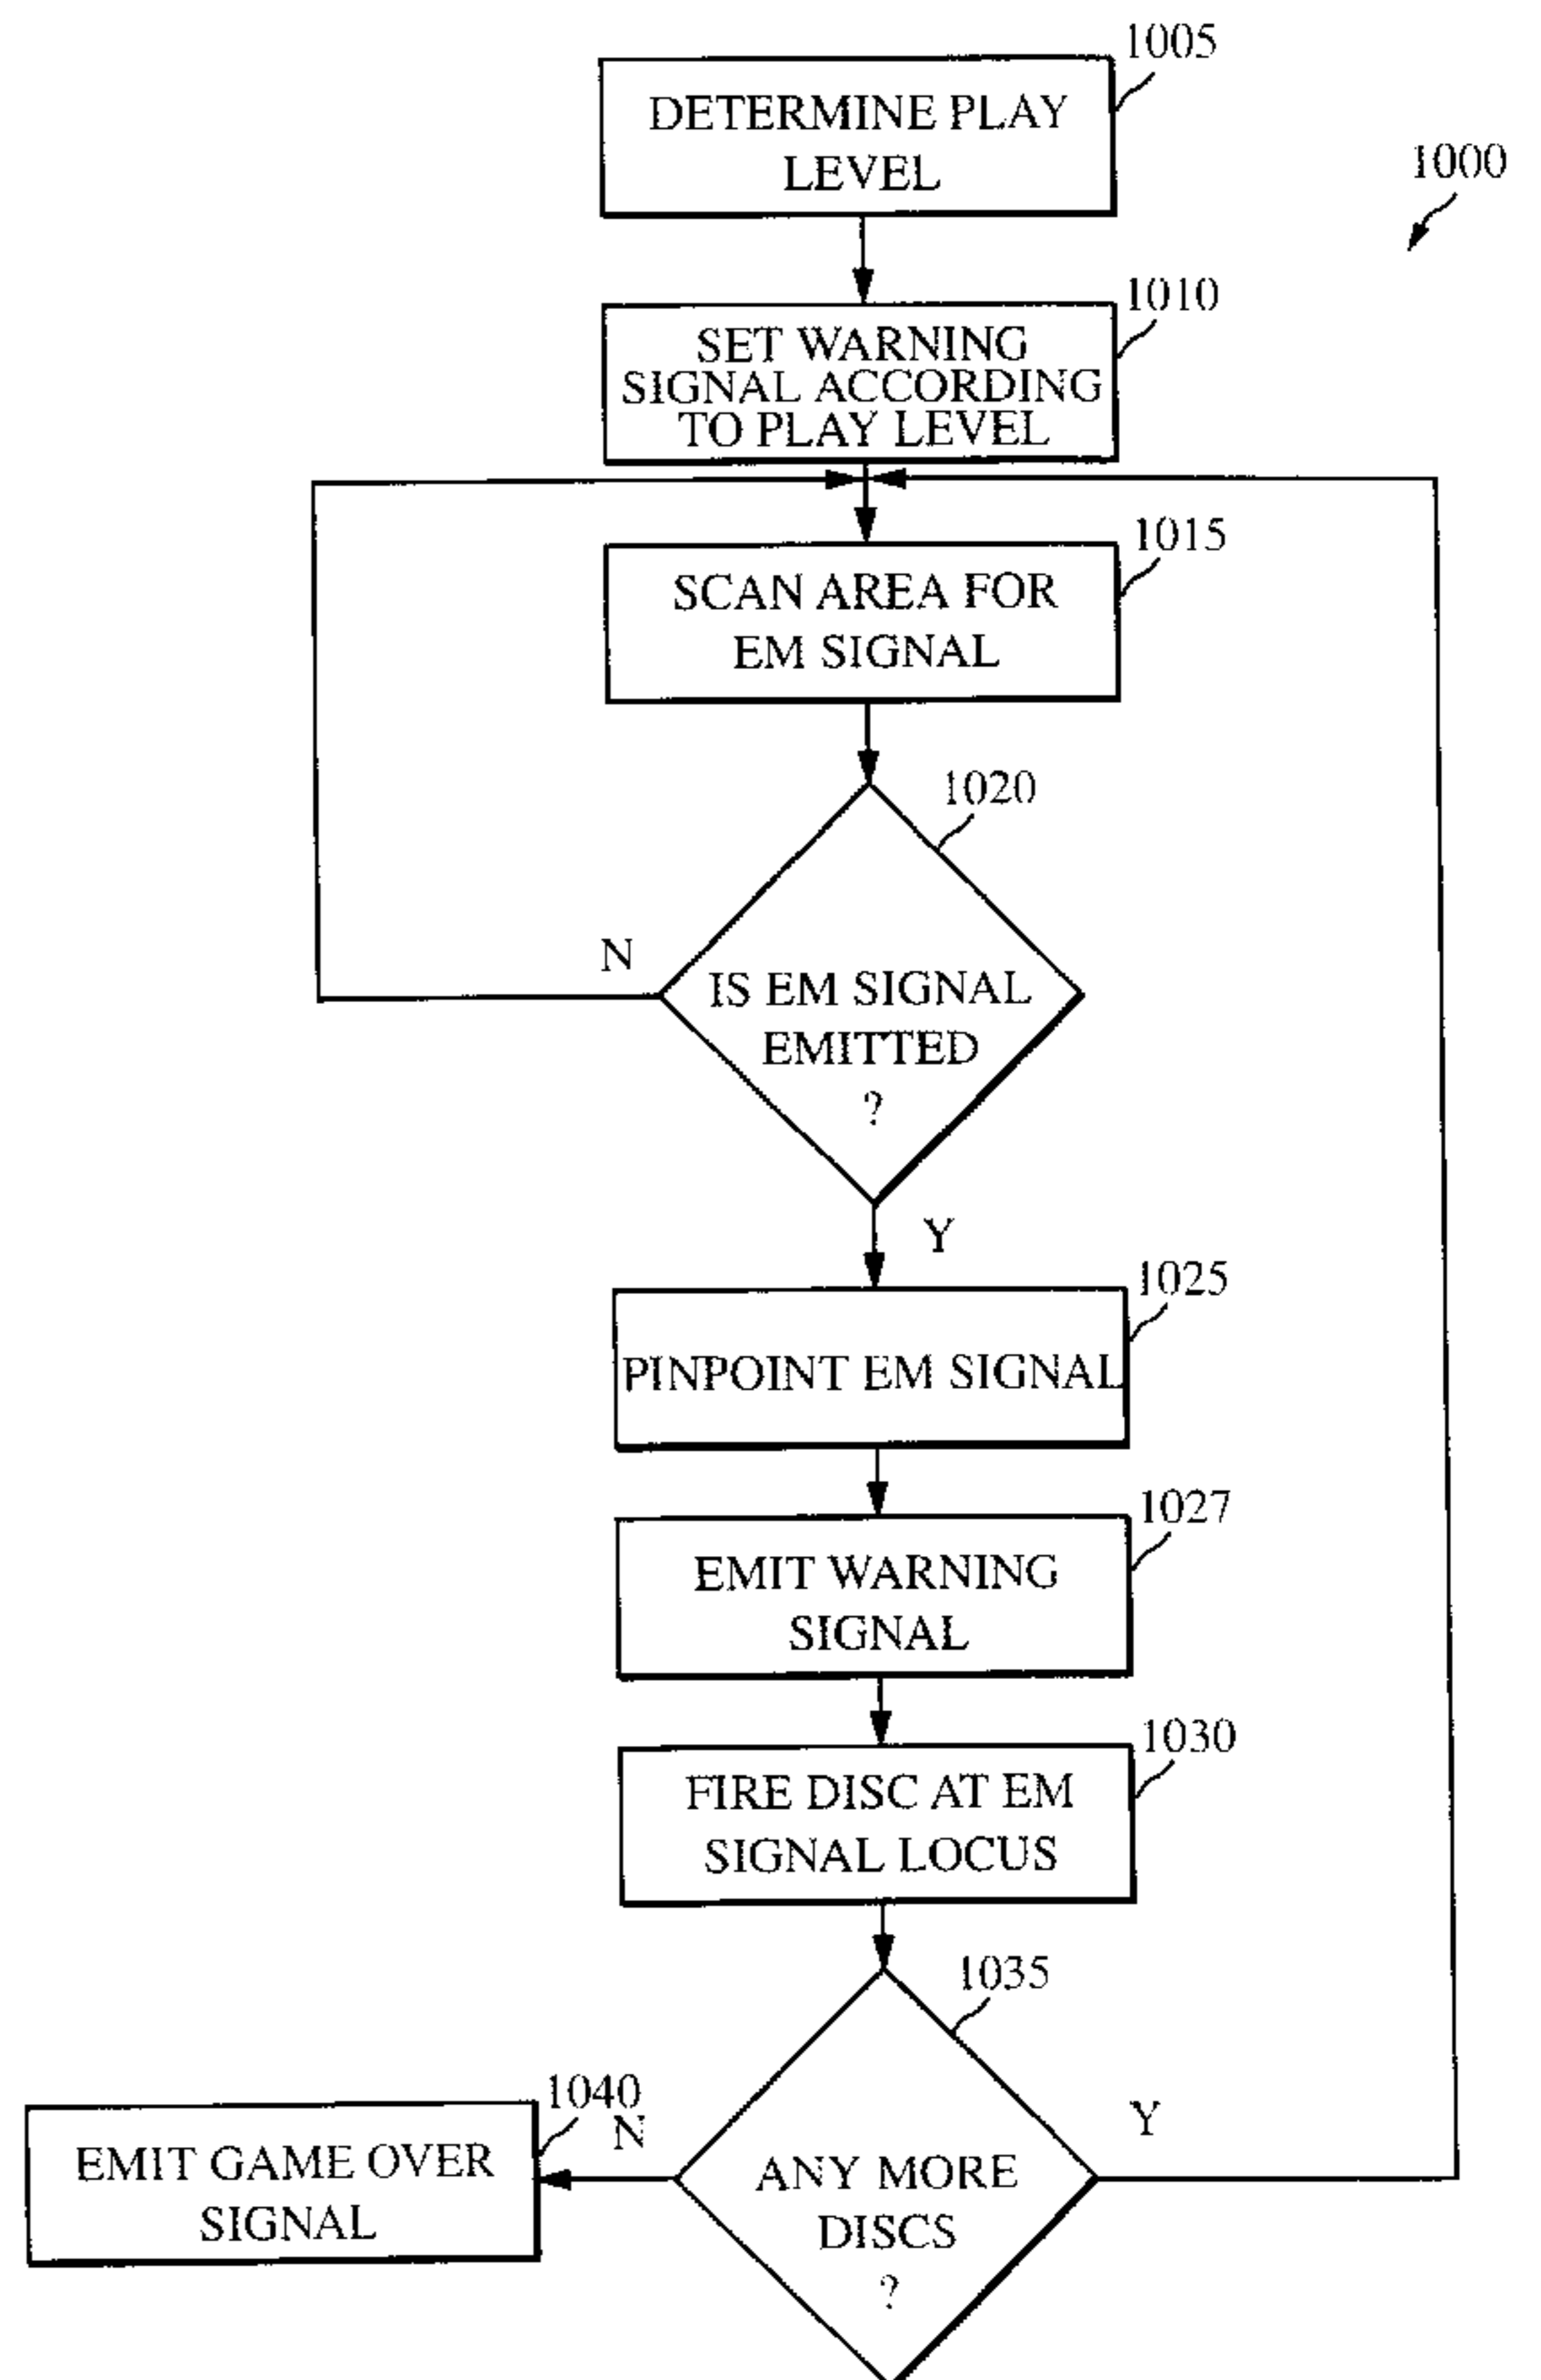 1005
DETERMINE PLAY
LEVEL
1000
1010
SET WARNING
SIGNAL ACCORDING
TO PLAY LEVEL
1015
SCAN AREA FOR
EM SIGNAL
1020
N
IS EM SIGNAL
EMITTED
?
Y
1025
PINPOINT EM SIGNAL
1027
EMIT WARNING
SIGNAL
1030
FIRE DISC AT EM
SIGNAL LOCUS
1035
1040
N
Y
EMIT GAME OVER
SIGNAL
ANY MORE
DISCS
?